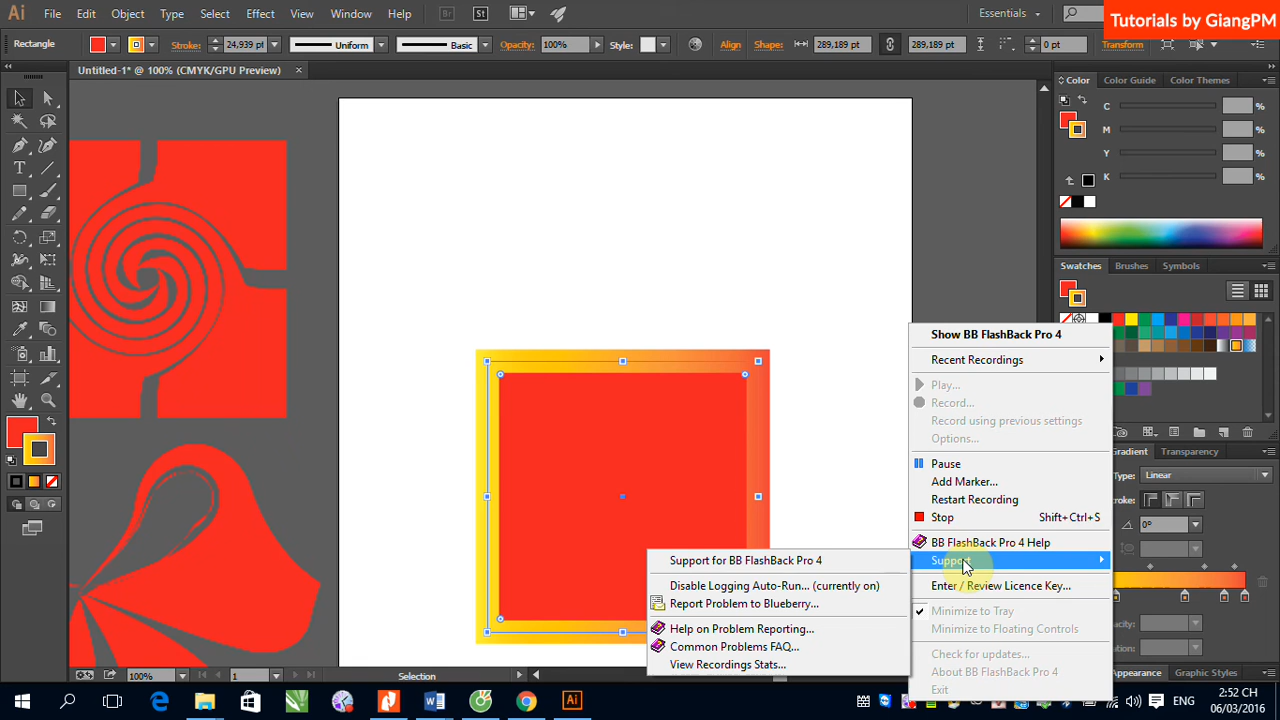 Ai File Edit Object Type Select Effect View Window Help Br St Essentials
Tutorials by GiangPM
Rectangle Stroke: 24,939 pt Uniform Basic Opacity: 100% Style: Align Shape: 289,189 pt 289,189 pt 0 pt Transform
Untitled-1* @ 100% (CMYK/GPU Preview)
Color Color Guide Color Themes
C %
M %
Y %
K %
Swatches Brushes Symbols
Show BB FlashBack Pro 4
Recent Recordings
Play...
Record...
Record using previous settings
Options...
Pause
Add Marker...
Restart Recording
Stop Shift+Ctrl+S
BB FlashBack Pro 4 Help
Support
Enter / Review Licence Key...
Minimize to Tray
Minimize to Floating Controls
Check for updates...
About BB FlashBack Pro 4
Exit
Support for BB FlashBack Pro 4
Disable Logging Auto-Run... (currently on)
Report Problem to Blueberry...
Help on Problem Reporting...
Common Problems FAQ...
View Recordings Stats...
Gradient Transparency
Type: Linear
Stroke:
0°
Opacity: %
Location: %
Appearance Graphic Styles
100% 1 Selection
ENG 2:52 CH
06/03/2016